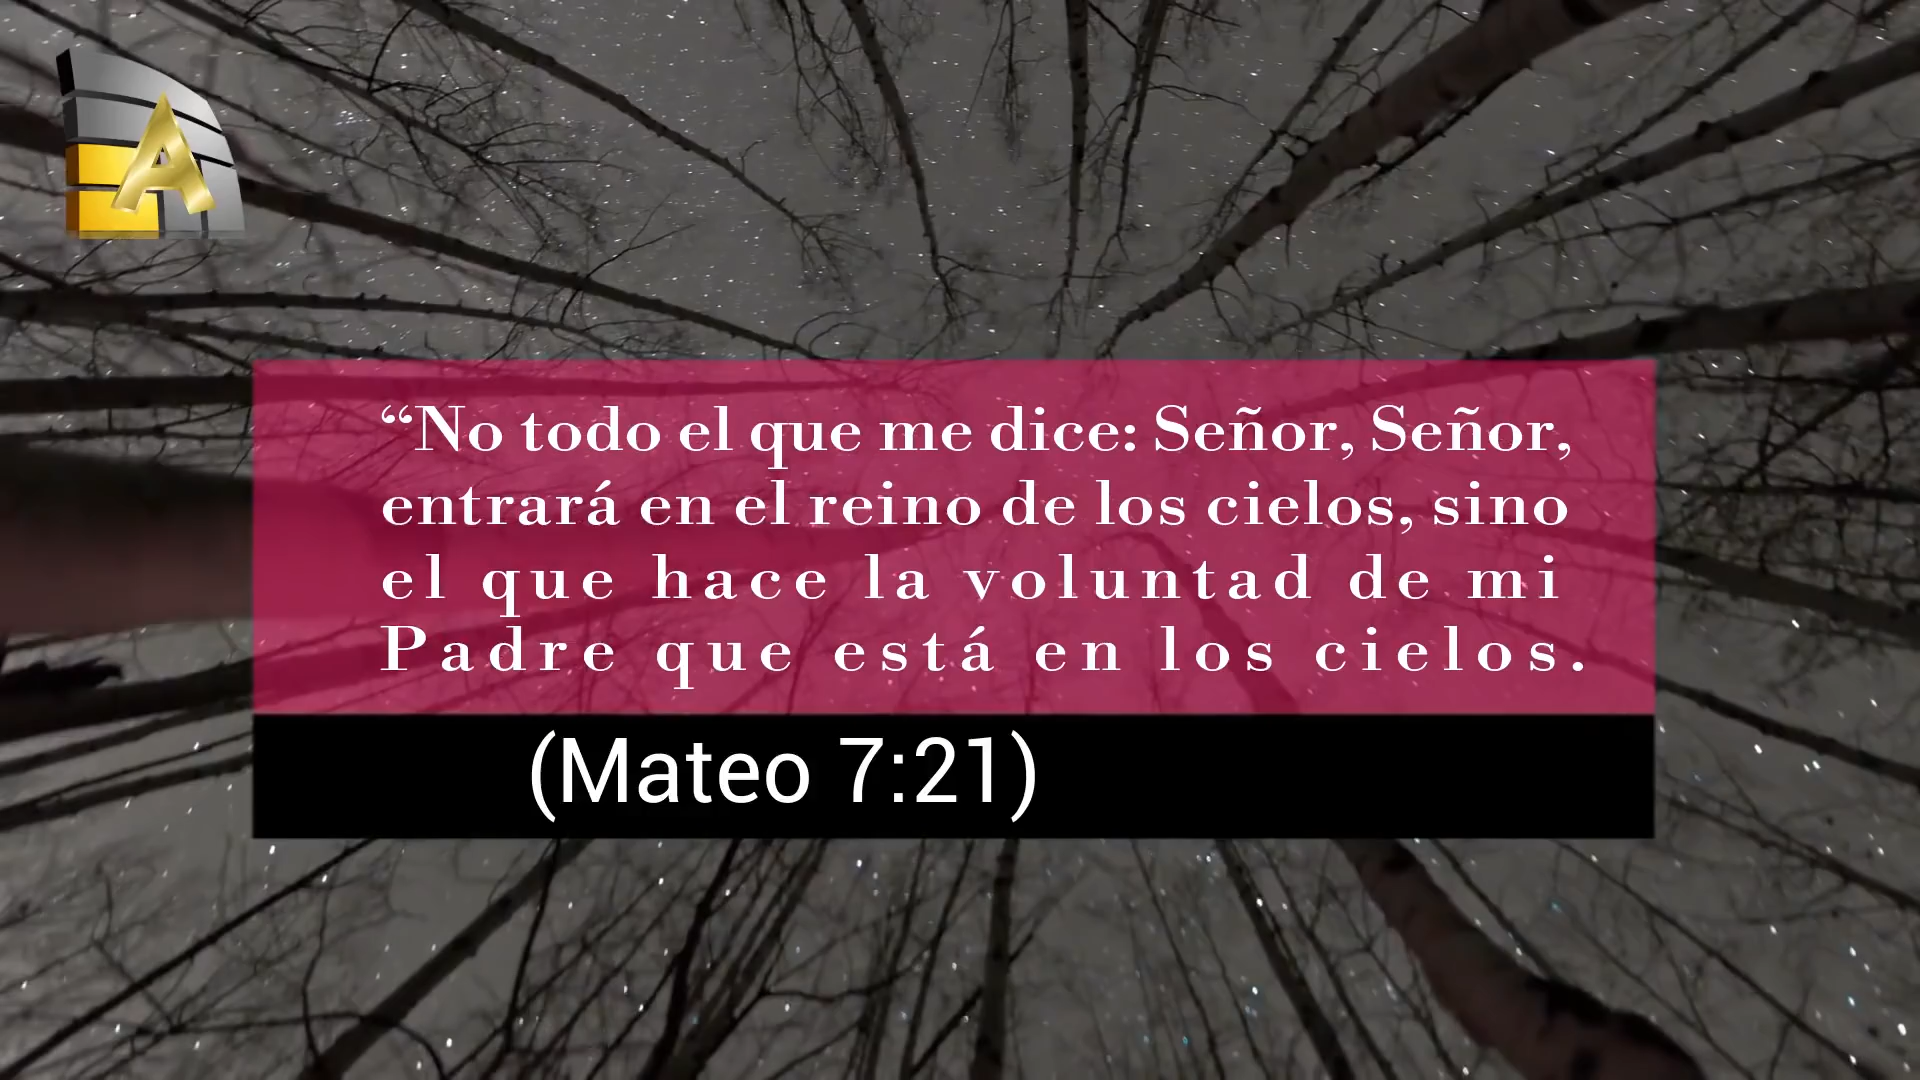 A
“No todo el que me dice: Señor, Señor,
entrará en el reino de los cielos, sino
el que hace la voluntad de mi
Padre que está en los cielos.
(Mateo 7:21)